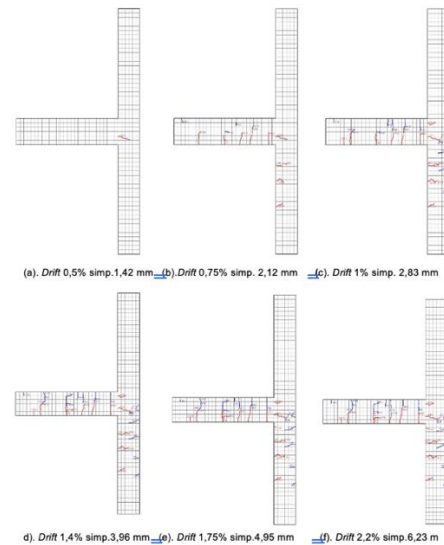 (a). Drift 0,5% simp.1,42 mm (b).Drift 0,75% simp. 2,12 mm (c). Drift 1% simp. 2,83 mm
d). Drift 1,4% simp.3,96 mm (e). Drift 1,75% simp.4,95 mm (f). Drift 2,2% simp.6,23 m